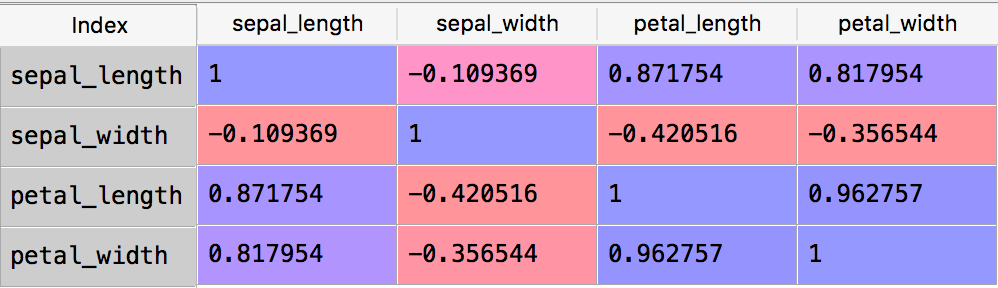 Index sepal_length sepal_width petal_length petal_width
sepal_length 1 -0.109369 0.871754 0.817954
sepal_width -0.109369 1 -0.420516 -0.356544
petal_length 0.871754 -0.420516 1 0.962757
petal_width 0.817954 -0.356544 0.962757 1